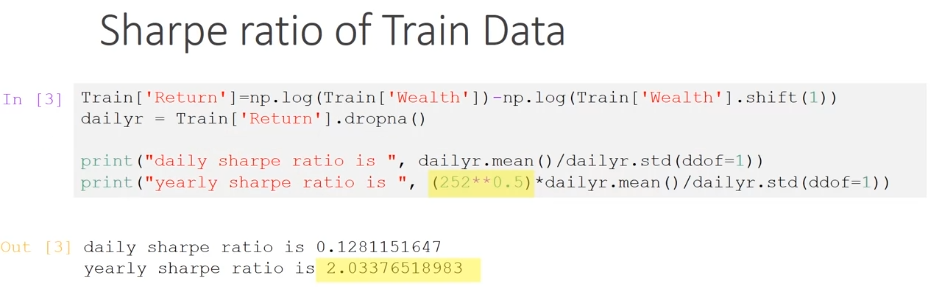 Sharpe ratio of Train Data
In [3]
Train['Return']=np.log(Train['Wealth'])-np.log(Train['Wealth'].shift(1))
dailyr = Train['Return'].dropna()
print("daily sharpe ratio is ", dailyr.mean()/dailyr.std(ddof=1))
print("yearly sharpe ratio is ", (252**0.5)*dailyr.mean()/dailyr.std(ddof=1))
Out [3]
daily sharpe ratio is 0.1281151647
yearly sharpe ratio is 2.03376518983